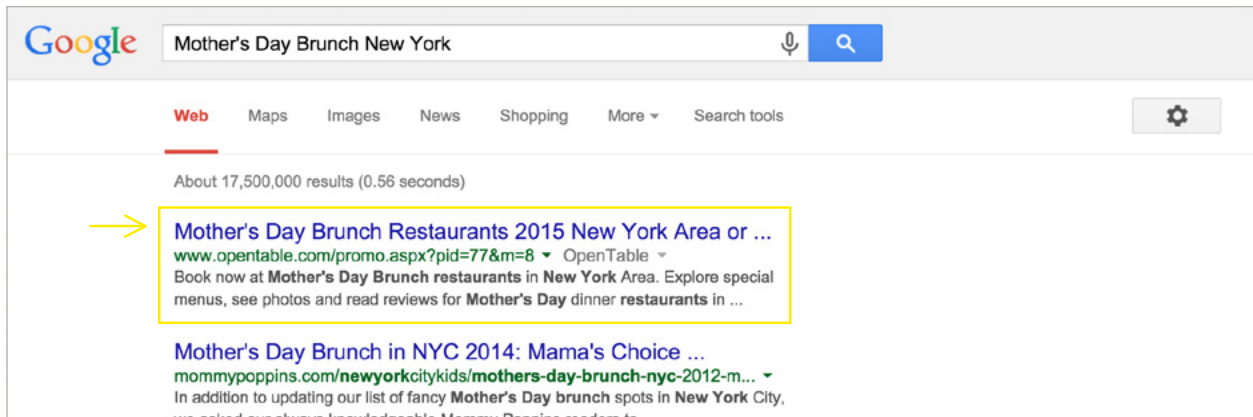 Google Mother's Day Brunch New York
Web Maps Images News Shopping More Search tools
About 17,500,000 results (0.56 seconds)
Mother's Day Brunch Restaurants 2015 New York Area or ...
www.opentable.com/promo.aspx?pid=77&m=8 OpenTable
Book now at Mother's Day Brunch restaurants in New York Area. Explore special
menus, see photos and read reviews for Mother's Day dinner restaurants in ...
Mother's Day Brunch in NYC 2014: Mama's Choice ...
mommypoppins.com/newyorkcitykids/mothers-day-brunch-nyc-2012-m...
In addition to updating our list of fancy Mother's Day brunch spots in New York City,